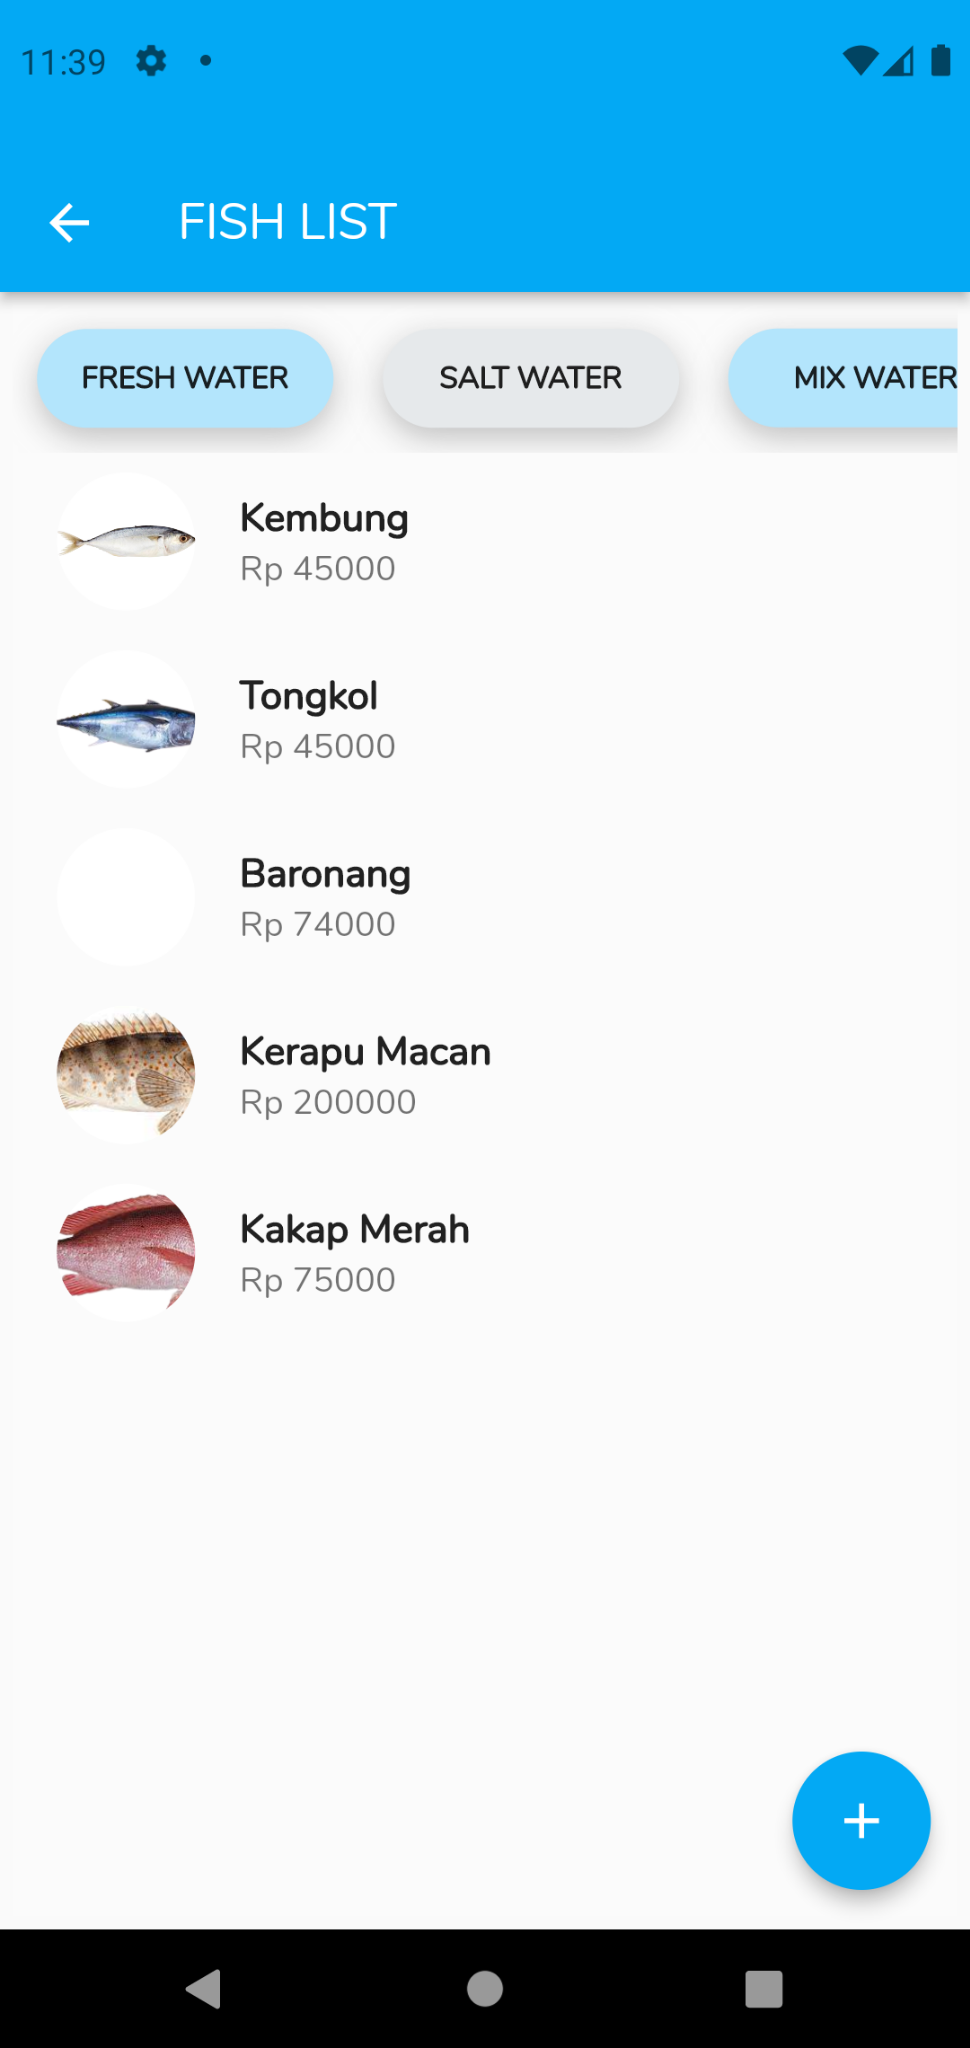 11:39
FISH LIST
FRESH WATER
SALT WATER
MIX WATER
Kembung
Rp 45000
Tongkol
Rp 45000
Baronang
Rp 74000
Kerapu Macan
Rp 200000
Kakap Merah
Rp 75000